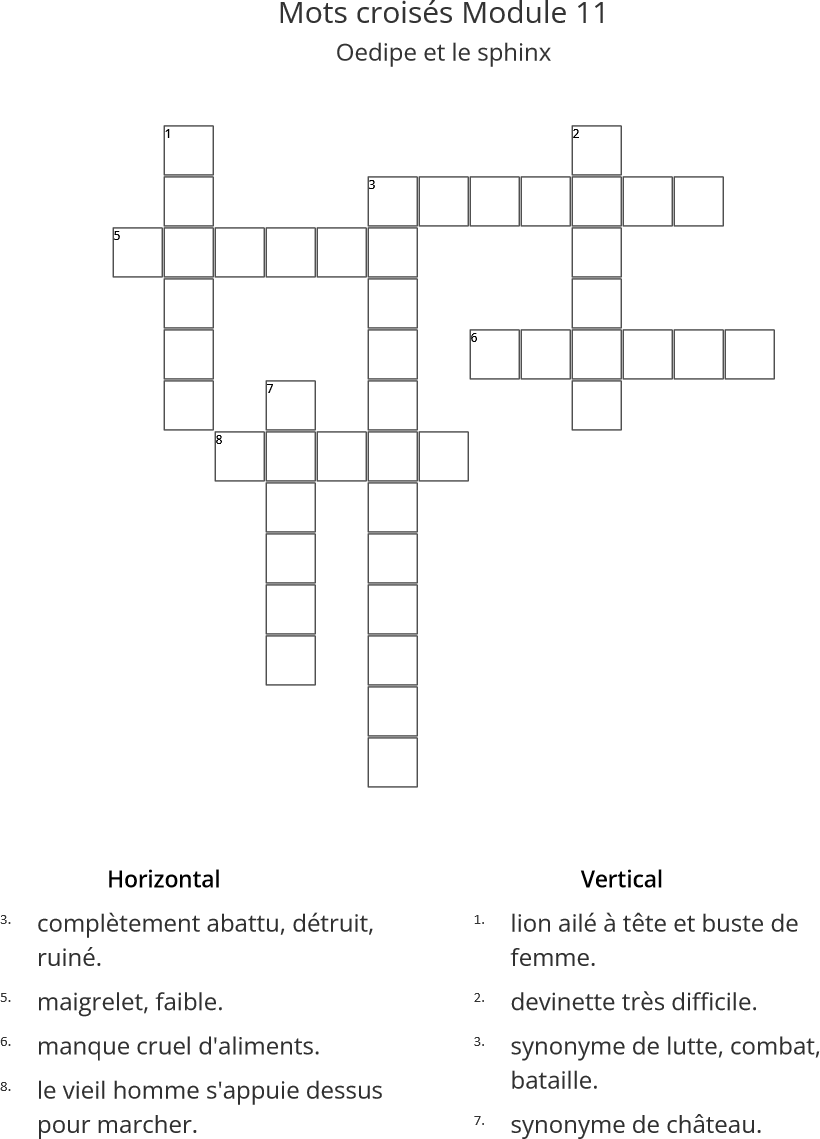 Mots croisés Module 11
Oedipe et le sphinx
1
2
3
5
6
7
8
Horizontal
3. complètement abattu, détruit,
ruiné.
5. maigrelet, faible.
6. manque cruel d'aliments.
8. le vieil homme s'appuie dessus
pour marcher.
Vertical
1. lion ailé à tête et buste de
femme.
2. devinette très difficile.
3. synonyme de lutte, combat,
bataille.
7. synonyme de château.